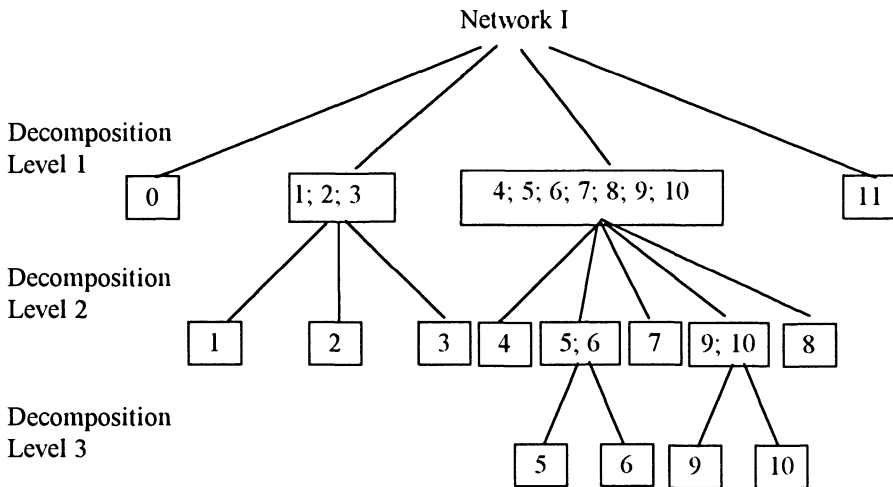 Network I
Decomposition
Level 1
0
1; 2; 3
4; 5; 6; 7; 8; 9; 10
11
Decomposition
Level 2
1
2
3
4
5; 6
7
9; 10
8
Decomposition
Level 3
5
6
9
10